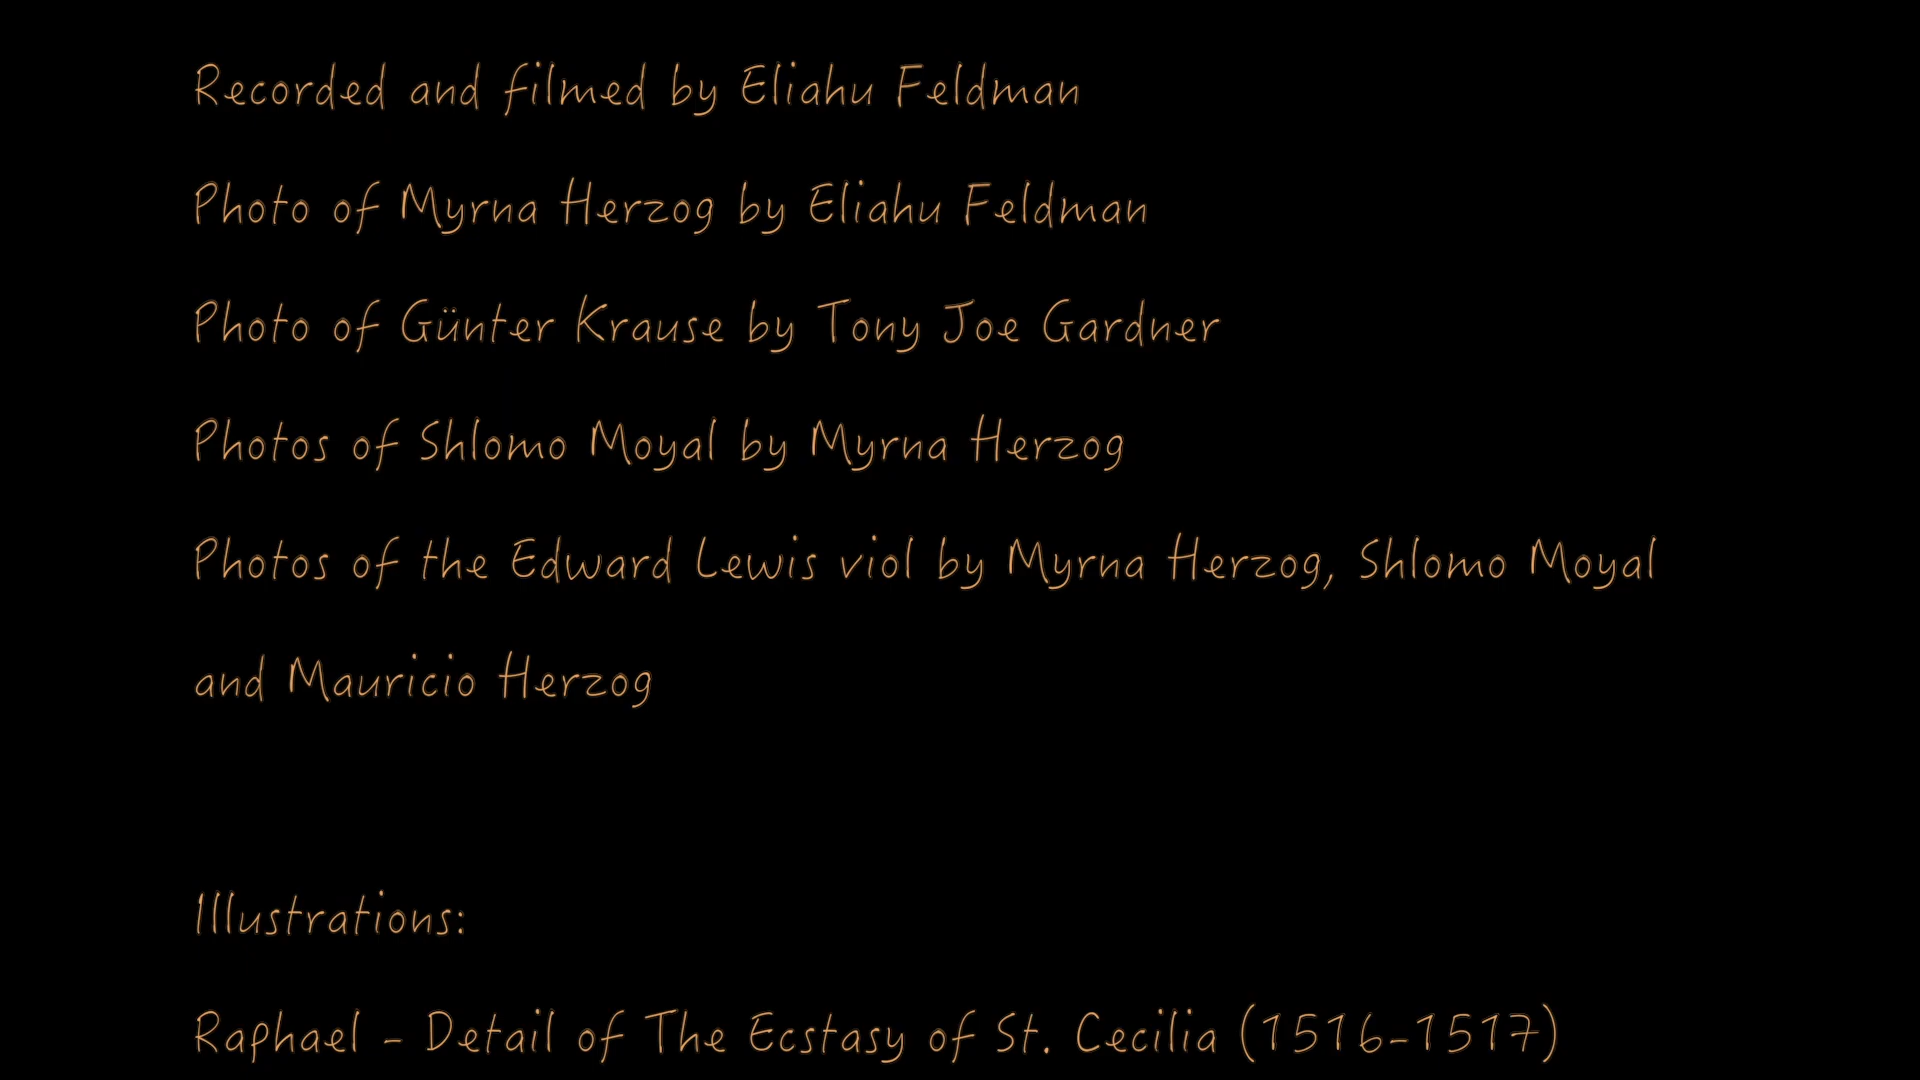 Recorded and filmed by Eliahu Feldman
Photo of Myrna Herzog by Eliahu Feldman
Photo of Günter Krause by Tony Joe Gardner
Photos of Shlomo Moyal by Myrna Herzog
Photos of the Edward Lewis viol by Myrna Herzog, Shlomo Moyal
and Mauricio Herzog
Illustrations:
Raphael - Detail of The Ecstasy of St. Cecilia (1516-1517)